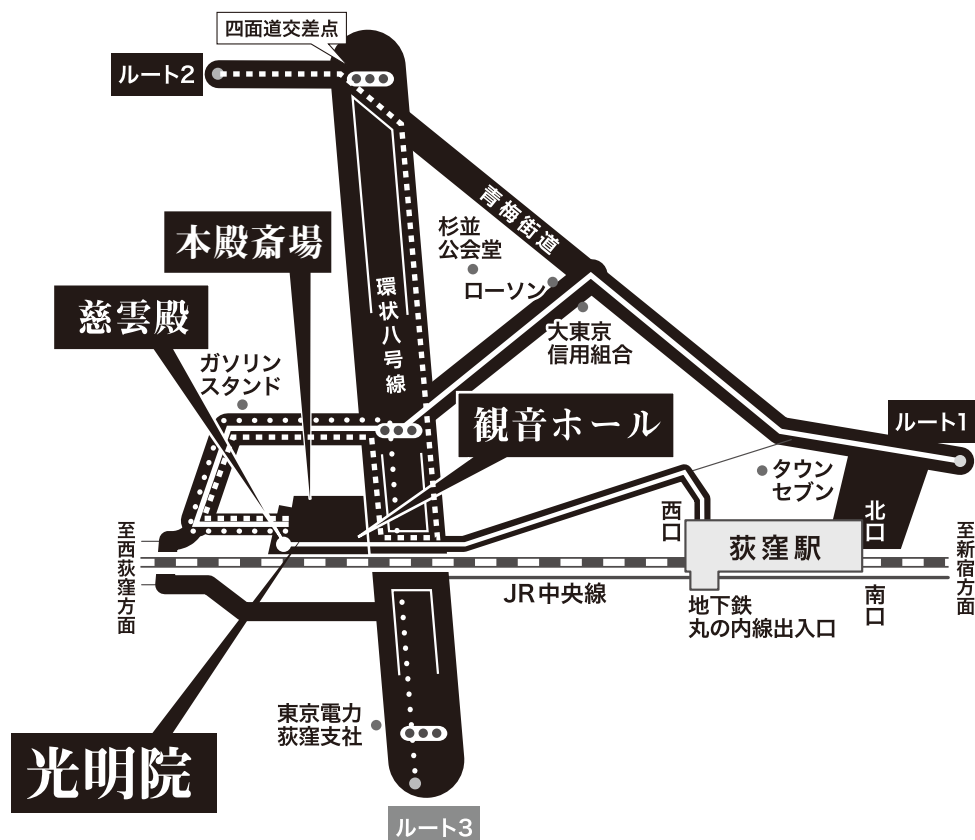 四面道交差点
ルート2
青梅街道
本殿斎場
杉並
公会堂
ローソン
環状八号線
慈雲殿
大東京
信用組合
ガソリン
スタンド
観音ホール
ルート1
タウン
セブン
西口
北口
荻窪駅
至西荻窪方面
至新宿方面
JR中央線
地下鉄
丸の内線出入口
南口
東京電力
荻窪支社
光明院
ルート3